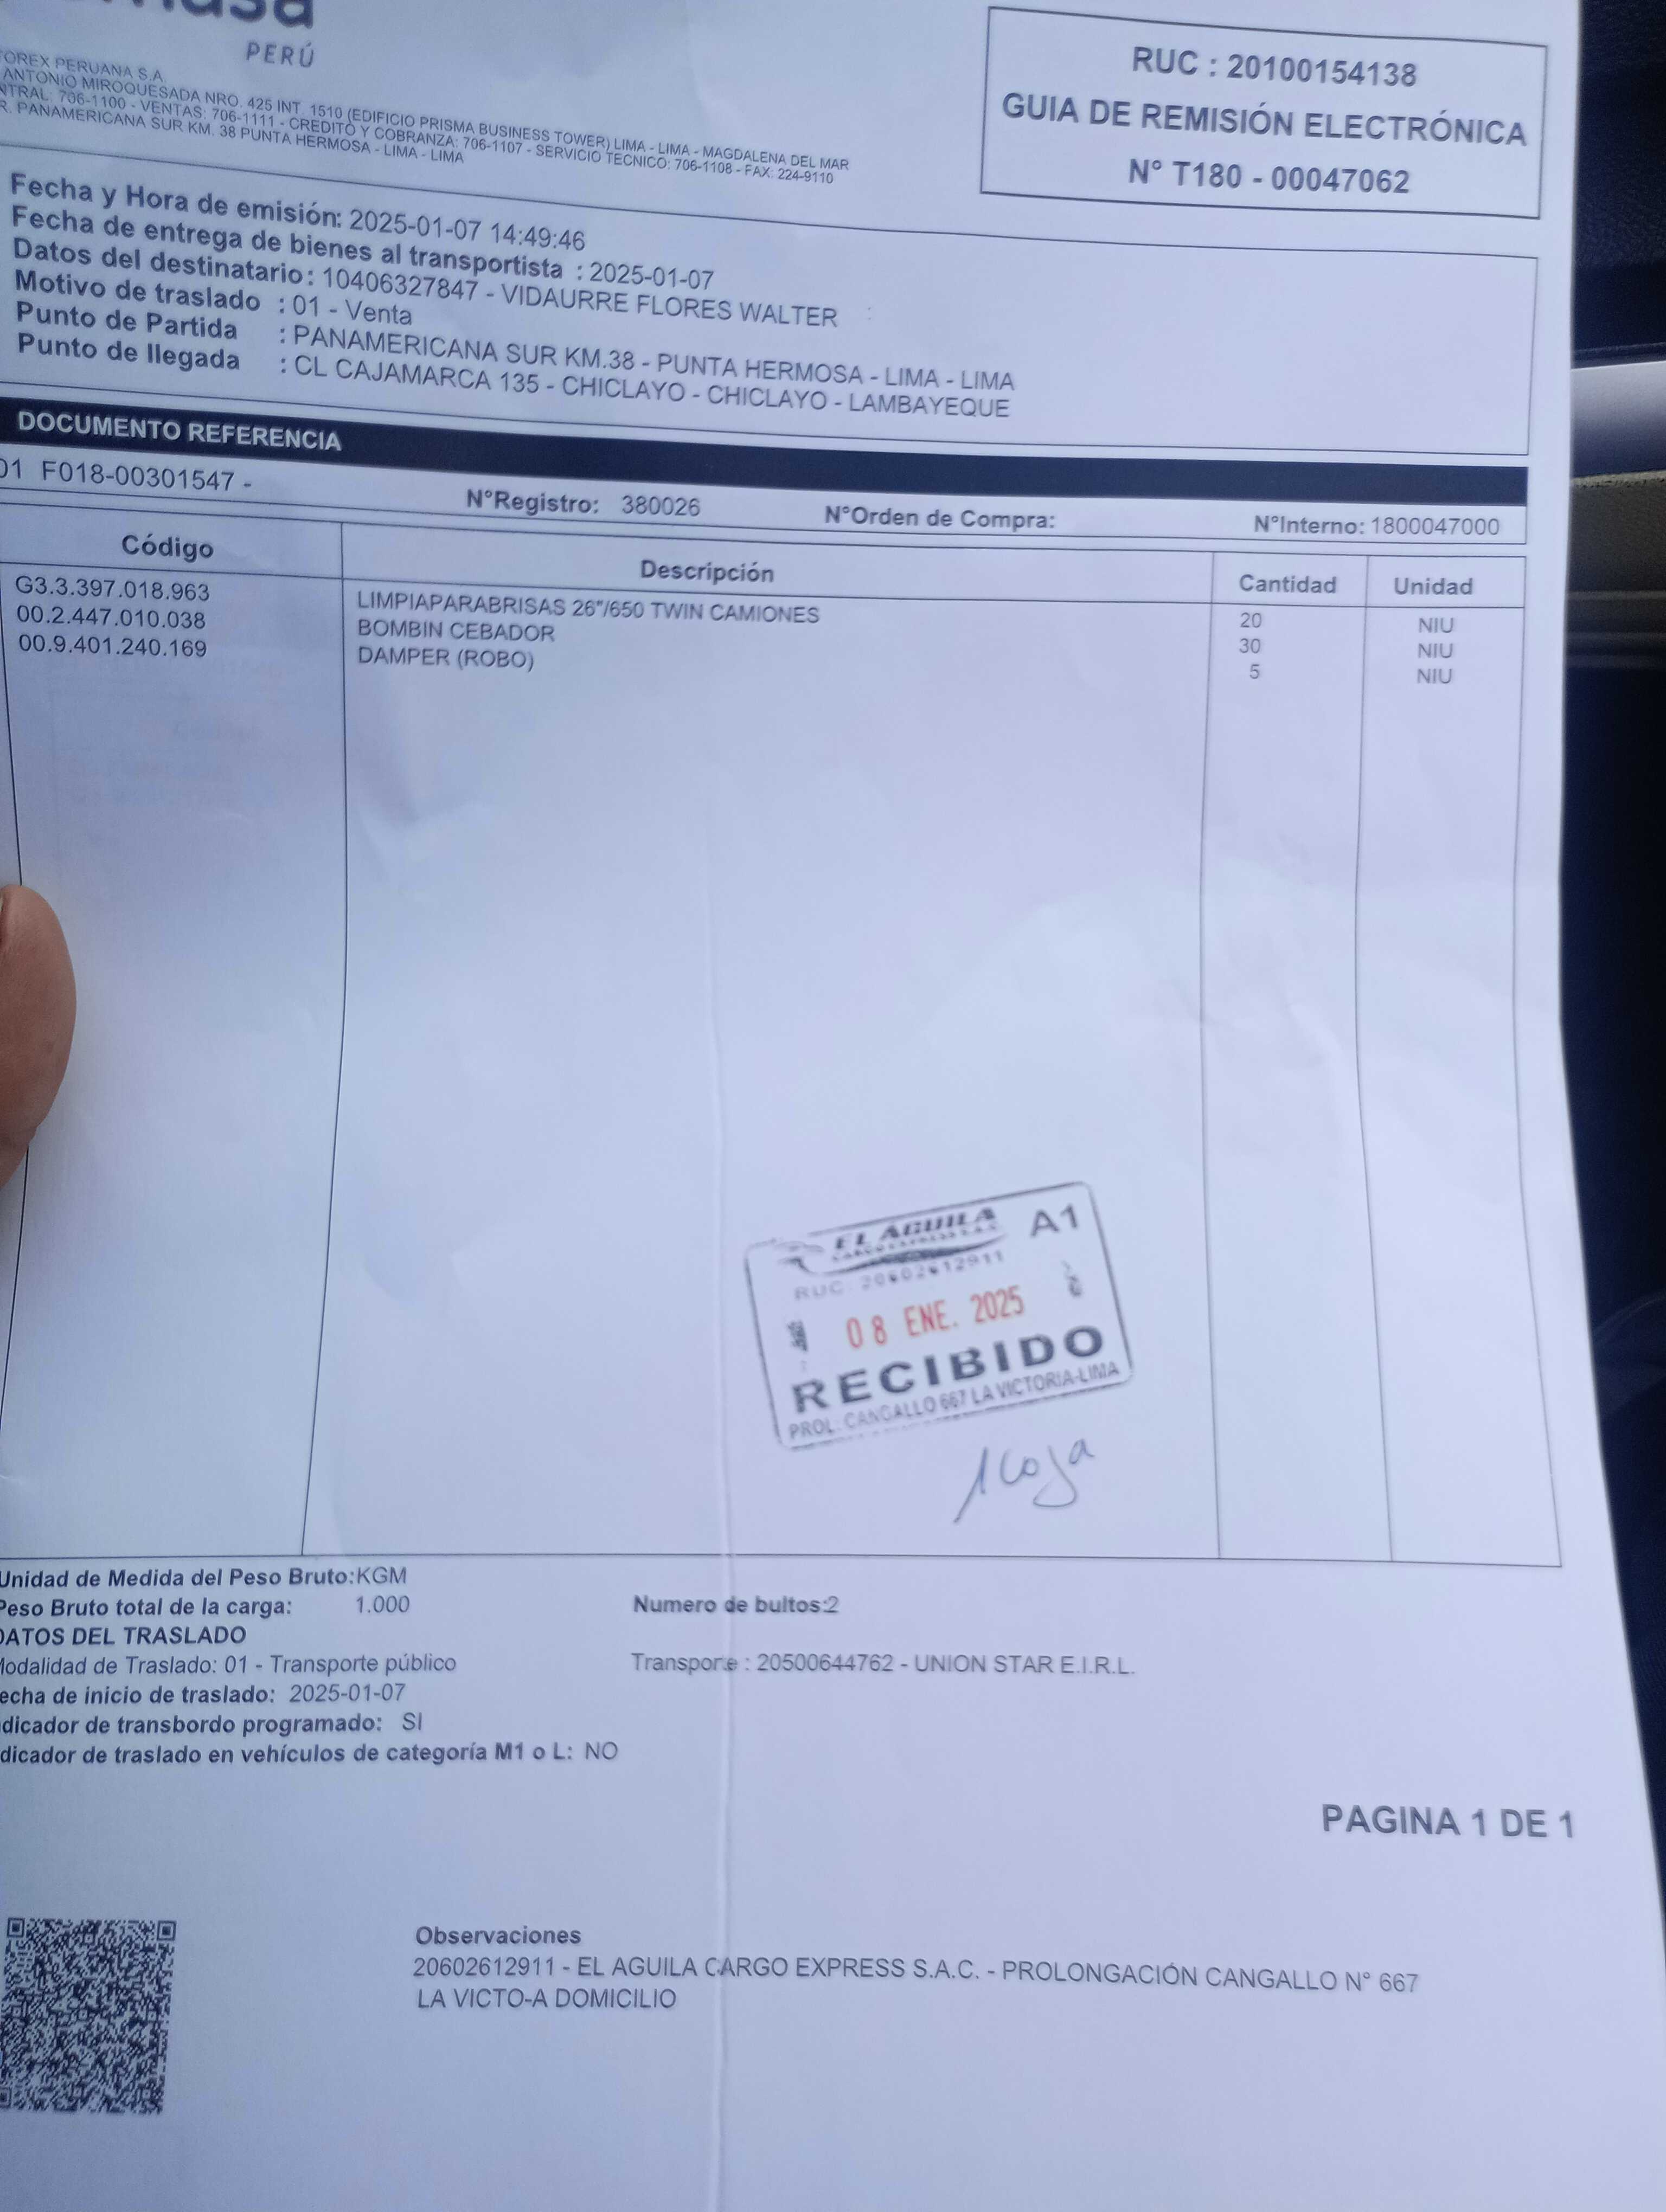 PERÚ
OREX PERUANA S.A.
ANTONIO MIROQUESADA NRO. 425 INT. 1510 (EDIFICIO PRISMA BUSINESS TOWER) LIMA - LIMA - MAGDALENA DEL MAR
NTRAL: 706-1100 - VENTAS: 706-1111 - CREDITO Y COBRANZA: 706-1107 - SERVICIO TECNICO: 706-1108 - FAX: 224-9110
R. PANAMERICANA SUR KM. 38 PUNTA HERMOSA - LIMA - LIMA
RUC : 20100154138
GUIA DE REMISIÓN ELECTRÓNICA
N° T180 - 00047062
Fecha y Hora de emisión: 2025-01-07 14:49:46
Fecha de entrega de bienes al transportista : 2025-01-07
Datos del destinatario : 10406327847 - VIDAURRE FLORES WALTER
Motivo de traslado : 01 - Venta
Punto de Partida : PANAMERICANA SUR KM.38 - PUNTA HERMOSA - LIMA - LIMA
Punto de llegada : CL CAJAMARCA 135 - CHICLAYO - CHICLAYO - LAMBAYEQUE
DOCUMENTO REFERENCIA
01 F018-00301547 - N°Registro: 380026 N°Orden de Compra: N°Interno: 1800047000
Código Descripción Cantidad Unidad
G3.3.397.018.963 LIMPIAPARABRISAS 26"/650 TWIN CAMIONES 20 NIU
00.2.447.010.038 BOMBIN CEBADOR 30 NIU
00.9.401.240.169 DAMPER (ROBO) 5 NIU
EL AGUILA A1
RUC: 20602612911
08 ENE. 2025
RECIBIDO
PROL. CANGALLO 667 LA VICTORIA-LIMA
Unidad de Medida del Peso Bruto:KGM
Peso Bruto total de la carga: 1.000 Numero de bultos:2
DATOS DEL TRASLADO
Modalidad de Traslado: 01 - Transporte público Transporte : 20500644762 - UNION STAR E.I.R.L.
echa de inicio de traslado: 2025-01-07
dicador de transbordo programado: SI
dicador de traslado en vehículos de categoría M1 o L: NO
PAGINA 1 DE 1
Observaciones
20602612911 - EL AGUILA CARGO EXPRESS S.A.C. - PROLONGACIÓN CANGALLO N° 667
LA VICTO-A DOMICILIO